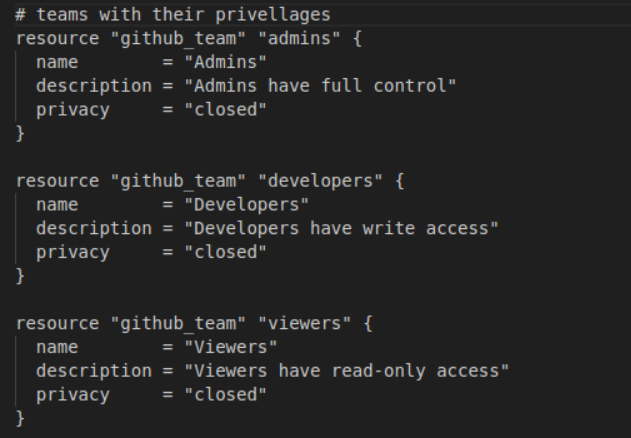 # teams with their privellages
resource "github_team" "admins" {
  name        = "Admins"
  description = "Admins have full control"
  privacy     = "closed"
}

resource "github_team" "developers" {
  name        = "Developers"
  description = "Developers have write access"
  privacy     = "closed"
}

resource "github_team" "viewers" {
  name        = "Viewers"
  description = "Viewers have read-only access"
  privacy     = "closed"
}